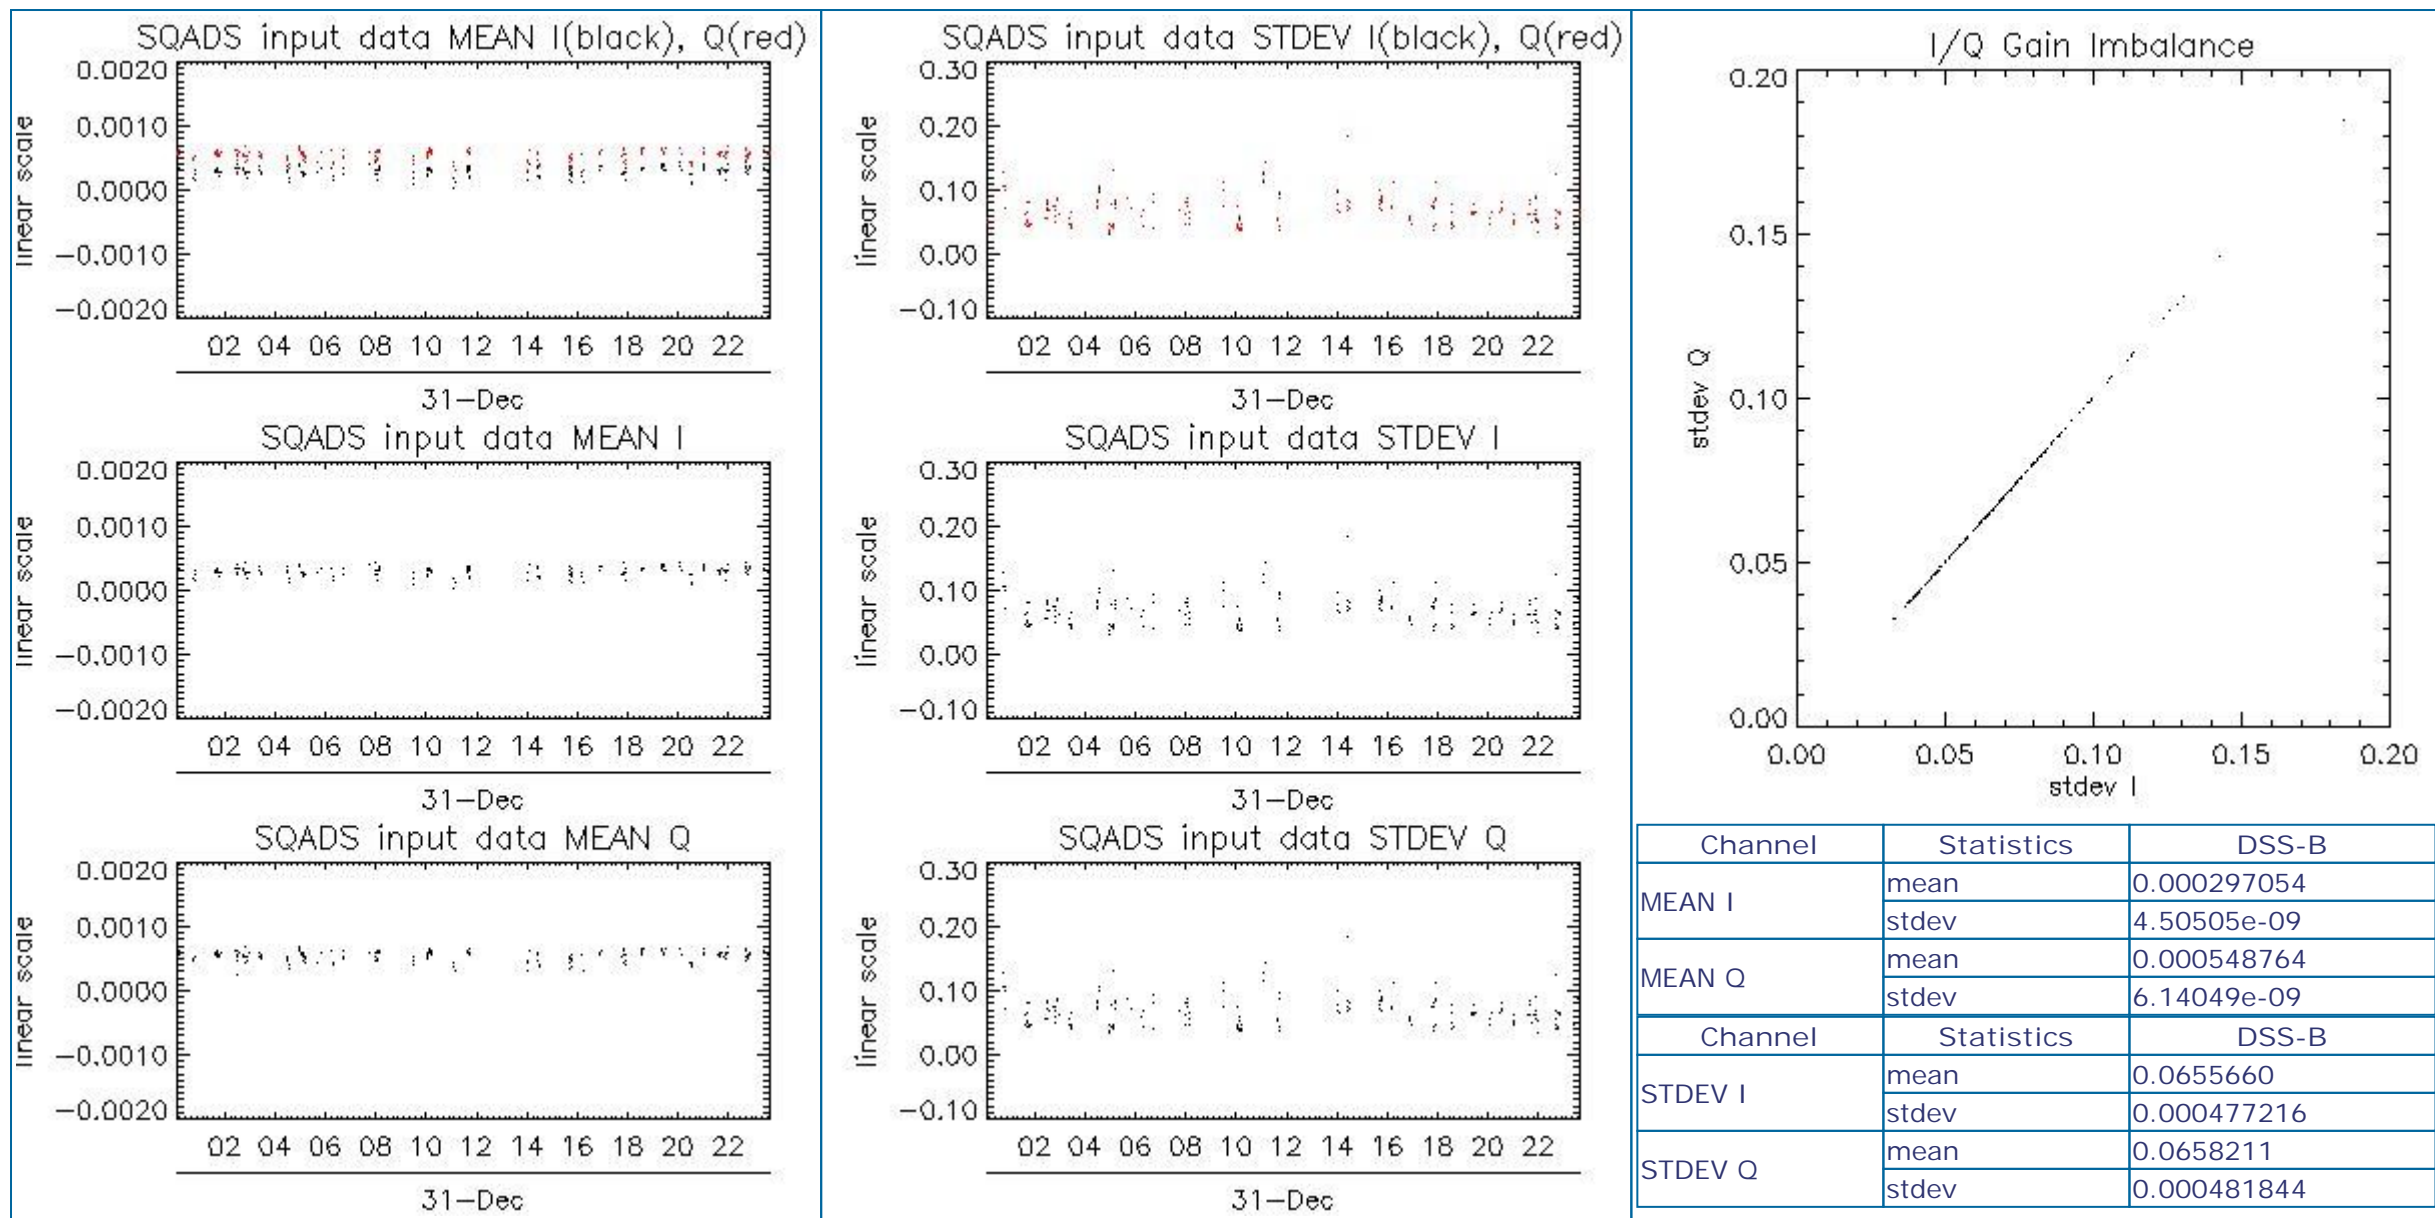 SQADS input data MEAN I(black), Q(red)
0.0020
0.0010
0.0000
−0.0010
−0.0020
linear scale
02 04 06 08 10 12 14 16 18 20 22
31−Dec
SQADS input data MEAN I
0.0020
0.0010
0.0000
−0.0010
−0.0020
linear scale
02 04 06 08 10 12 14 16 18 20 22
31−Dec
SQADS input data MEAN Q
0.0020
0.0010
0.0000
−0.0010
−0.0020
linear scale
02 04 06 08 10 12 14 16 18 20 22
31−Dec
SQADS input data STDEV I(black), Q(red)
0.30
0.20
0.10
0.00
−0.10
linear scale
02 04 06 08 10 12 14 16 18 20 22
31−Dec
SQADS input data STDEV I
0.30
0.20
0.10
0.00
−0.10
linear scale
02 04 06 08 10 12 14 16 18 20 22
31−Dec
SQADS input data STDEV Q
0.30
0.20
0.10
0.00
−0.10
linear scale
02 04 06 08 10 12 14 16 18 20 22
31−Dec
I/Q Gain Imbalance
0.20
0.15
0.10
0.05
0.00
stdev Q
0.00 0.05 0.10 0.15 0.20
stdev I
Channel Statistics DSS-B
MEAN I mean 0.000297054
stdev 4.50505e-09
MEAN Q mean 0.000548764
stdev 6.14049e-09
Channel Statistics DSS-B
STDEV I mean 0.0655660
stdev 0.000477216
STDEV Q mean 0.0658211
stdev 0.000481844